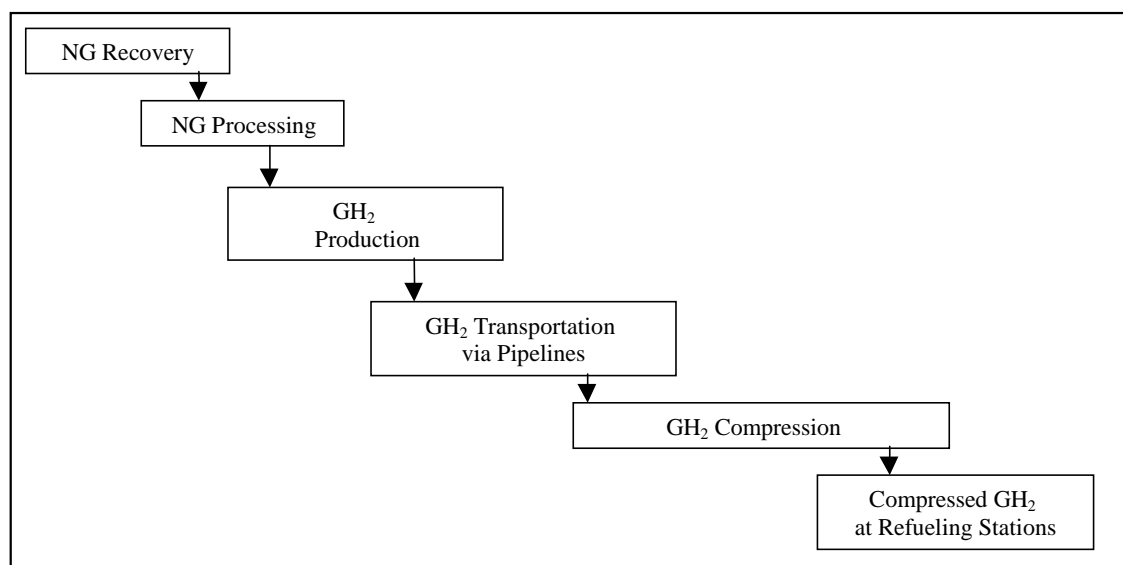 NG Recovery
NG Processing
GH₂
Production
GH₂ Transportation
via Pipelines
GH₂ Compression
Compressed GH₂
at Refueling Stations